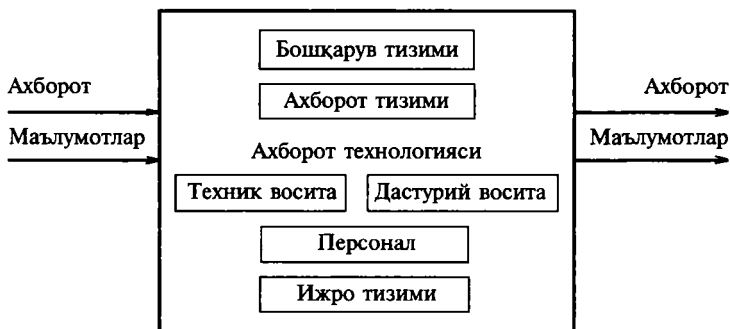 Бошқарув тизими
Ахборот
Ахборот тизими
Ахборот
Маълумотлар
Ахборот технологияси
Маълумотлар
Техник восита
Дастурий восита
Персонал
Ижро тизими